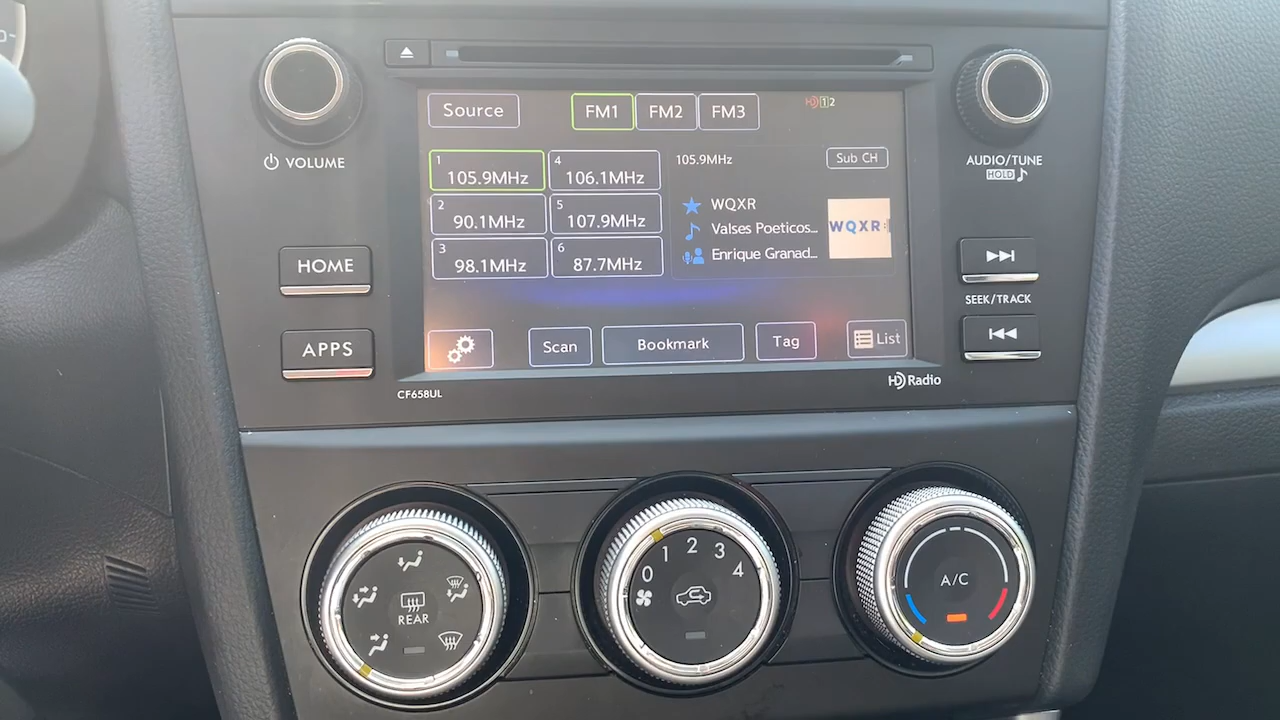 VOLUME
HOME
APPS
Source
FM1 FM2 FM3
HD 1 2
1 105.9MHz
2 90.1MHz
3 98.1MHz
4 106.1MHz
5 107.9MHz
6 87.7MHz
105.9MHz
Sub CH
WQXR
Valses Poeticos...
Enrique Granad...
WQXR
Scan
Bookmark
Tag
List
CF658UL
HD Radio
AUDIO/TUNE
HOLD
SEEK/TRACK
REAR
0 1 2 3 4
A/C